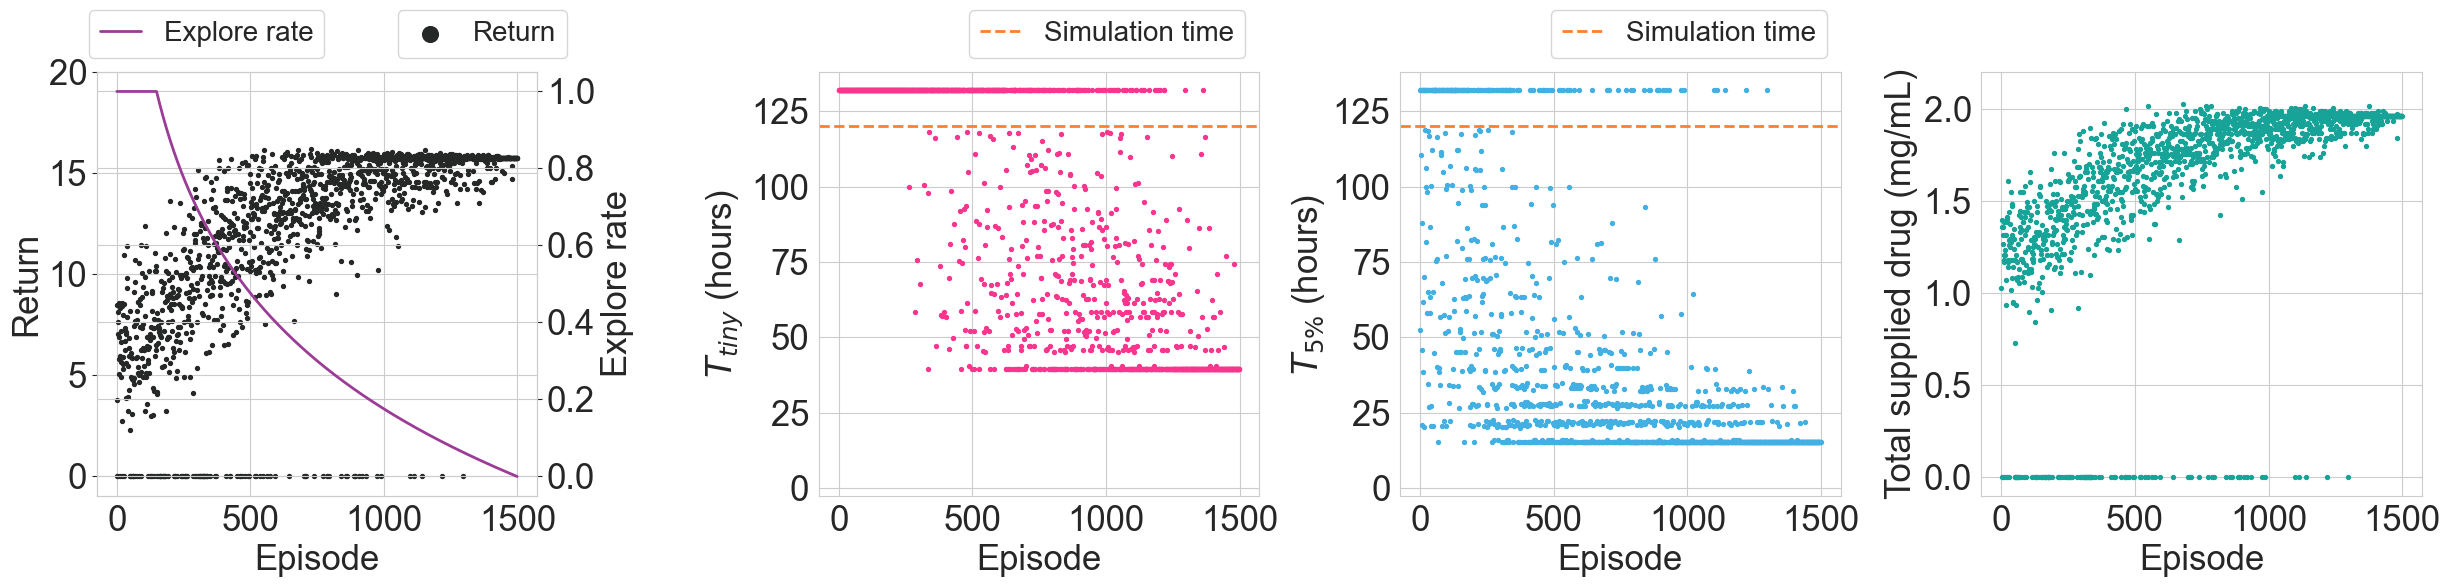 Explore rate
Return
20
15
10
5
0
Return
1.0
0.8
0.6
0.4
0.2
0.0
Explore rate
0 500 1000 1500
Episode
Simulation time
125
100
75
50
25
0
T_tiny (hours)
0 500 1000 1500
Episode
Simulation time
125
100
75
50
25
0
T_5% (hours)
0 500 1000 1500
Episode
2.0
1.5
1.0
0.5
0.0
Total supplied drug (mg/mL)
0 500 1000 1500
Episode